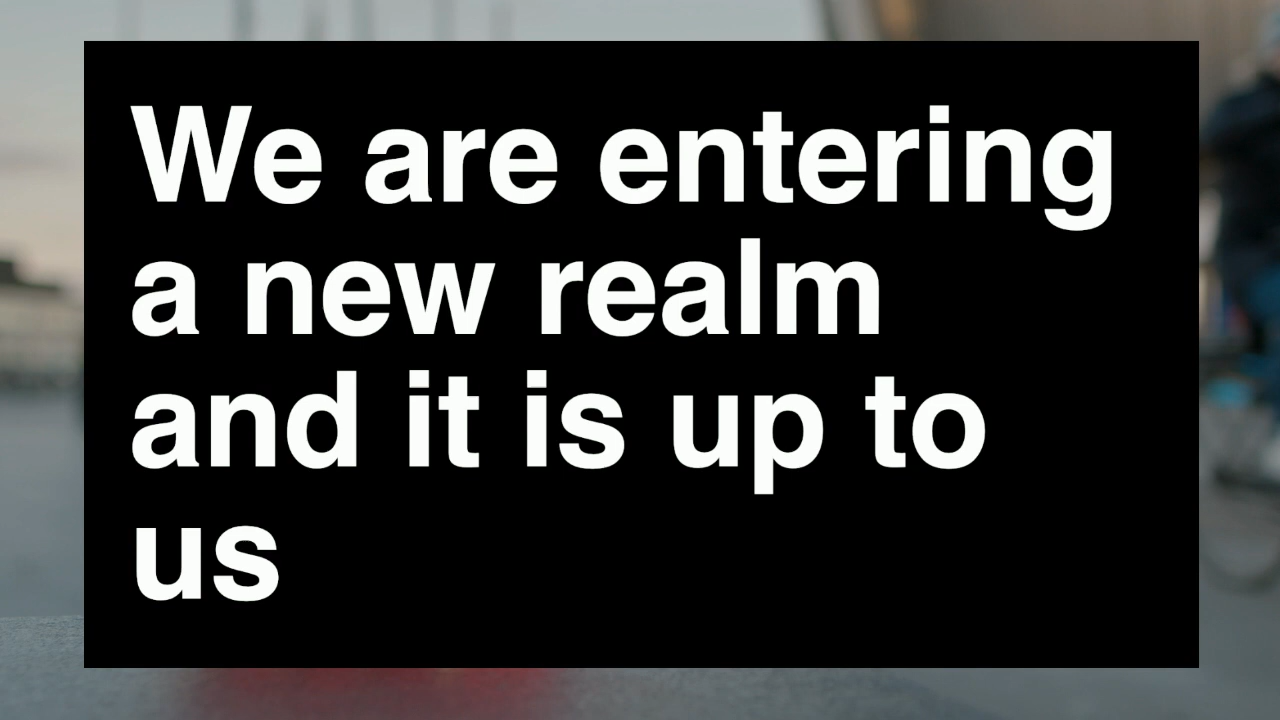 We are entering
a new realm
and it is up to
us